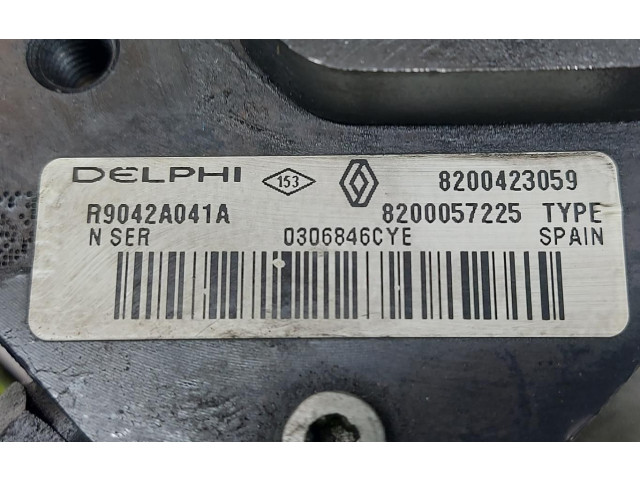 DELPHI 153 8200423059
R9042A041A 8200057225 TYPE
N SER 0306846CYE SPAIN